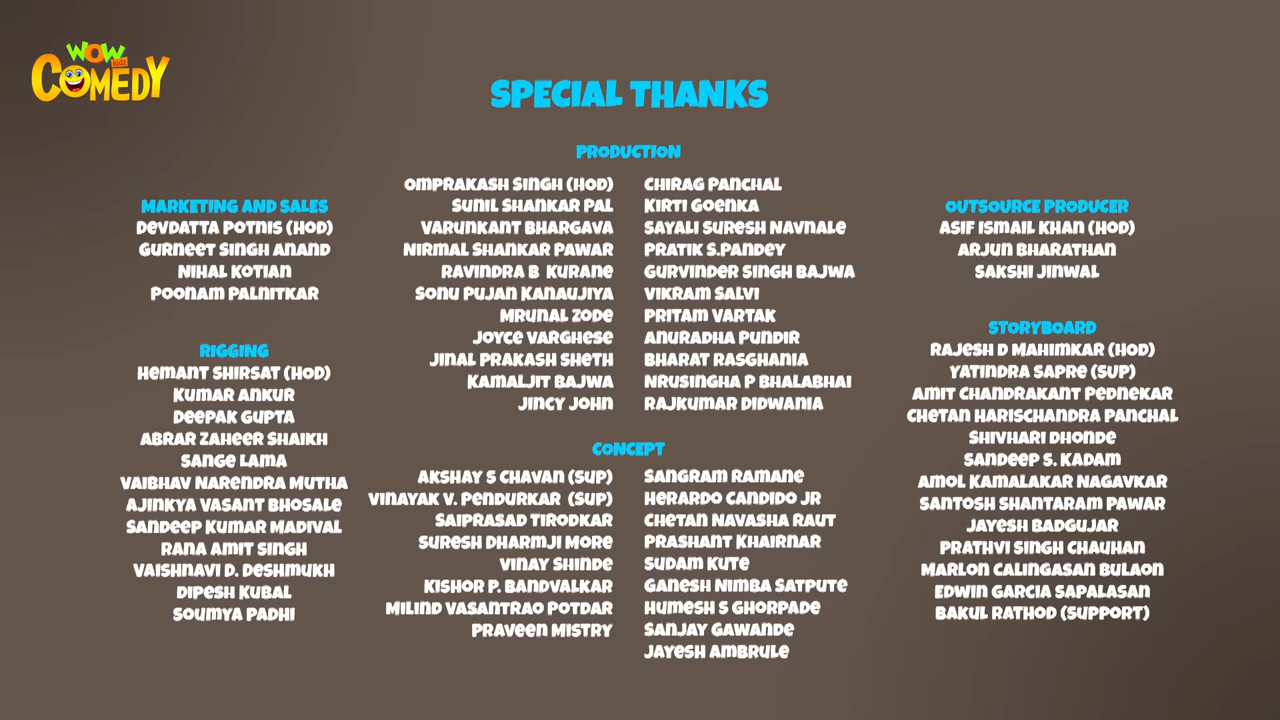 WOW
kidz
COMEDY
SPECIAL THANKS
MARKETING AND SALES
DEVDATTA POTNIS (HOD)
GURNEET SINGH ANAND
NIHAL KOTIAN
POONAM PALNITKAR
RIGGING
HEMANT SHIRSAT (HOD)
KUMAR ANKUR
DEEPAK GUPTA
ABRAR ZAHEER SHAIKH
SANGE LAMA
VAIBHAV NARENDRA MUTHA
AJINKYA VASANT BHOSALE
SANDEEP KUMAR MADIVAL
RANA AMIT SINGH
VAISHNAVI D. DESHMUKH
DIPESH KUBAL
SOUMYA PADHI
PRODUCTION
OMPRAKASH SINGH (HOD)
SUNIL SHANKAR PAL
VARUNKANT BHARGAVA
NIRMAL SHANKAR PAWAR
RAVINDRA B KURANE
SONU PUJAN KANAUJIYA
MRUNAL ZODE
JOYCE VARGHESE
JINAL PRAKASH SHETH
KAMALJIT BAJWA
JINCY JOHN
CHIRAG PANCHAL
KIRTI GOENKA
SAYALI SURESH NAVNALE
PRATIK S.PANDEY
GURVINDER SINGH BAJWA
VIKRAM SALVI
PRITAM VARTAK
ANURADHA PUNDIR
BHARAT RASGHANIA
NRUSINGHA P BHALABHAI
RAJKUMAR DIDWANIA
CONCEPT
AKSHAY S CHAVAN (SUP)
VINAYAK V. PENDURKAR (SUP)
SAIPRASAD TIRODKAR
SURESH DHARMJI MORE
VINAY SHINDE
KISHOR P. BANDVALKAR
MILIND VASANTRAO POTDAR
PRAVEEN MISTRY
SANGRAM RAMANE
HERARDO CANDIDO JR
CHETAN NAVASHA RAUT
PRASHANT KHAIRNAR
SUDAM KUTE
GANESH NIMBA SATPUTE
HUMESH S GHORPADE
SANJAY GAWANDE
JAYESH AMBRULE
OUTSOURCE PRODUCER
ASIF ISMAIL KHAN (HOD)
ARJUN BHARATHAN
SAKSHI JINWAL
STORYBOARD
RAJESH D MAHIMKAR (HOD)
YATINDRA SAPRE (SUP)
AMIT CHANDRAKANT PEDNEKAR
CHETAN HARISCHANDRA PANCHAL
SHIVHARI DHONDE
SANDEEP S. KADAM
AMOL KAMALAKAR NAGAVKAR
SANTOSH SHANTARAM PAWAR
JAYESH BADGUJAR
PRATHVI SINGH CHAUHAN
MARLON CALINGASAN BULAON
EDWIN GARCIA SAPALASAN
BAKUL RATHOD (SUPPORT)